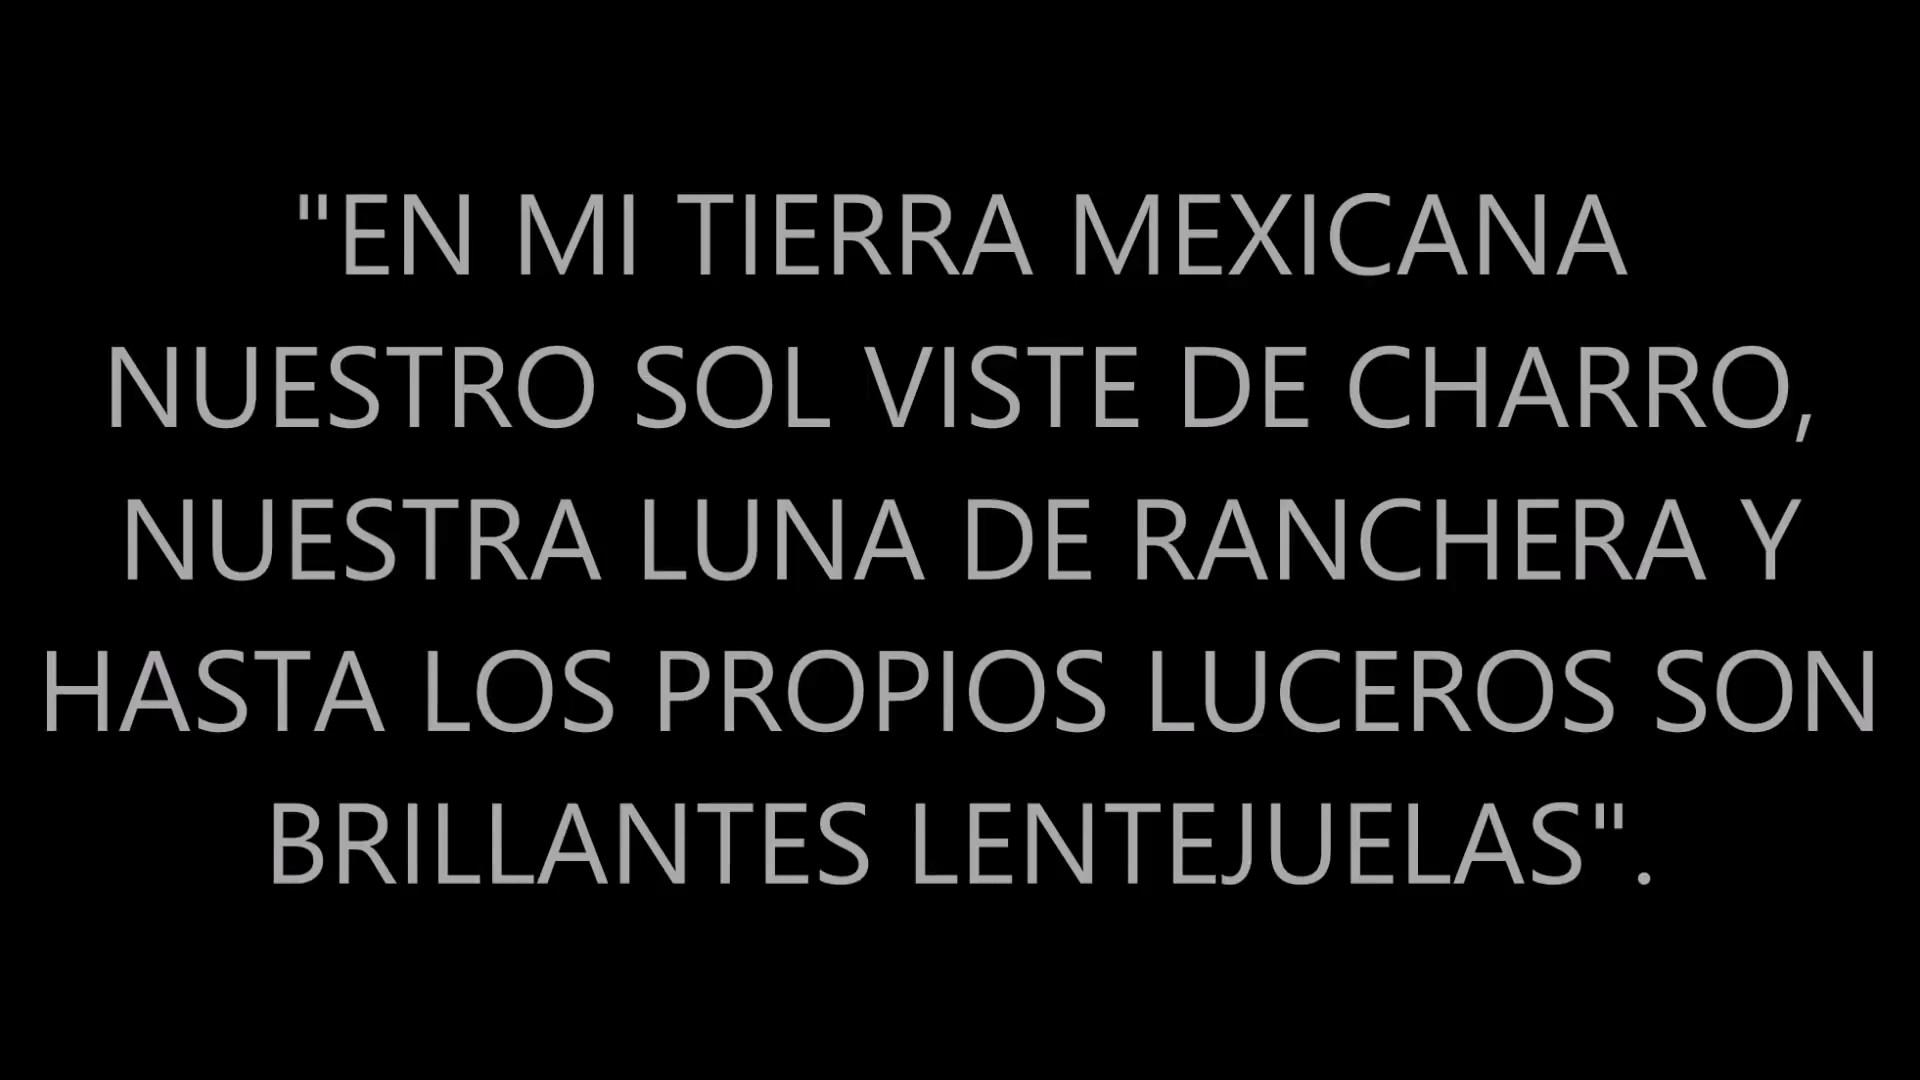 "EN MI TIERRA MEXICANA
NUESTRO SOL VISTE DE CHARRO,
NUESTRA LUNA DE RANCHERA Y
HASTA LOS PROPIOS LUCEROS SON
BRILLANTES LENTEJUELAS".